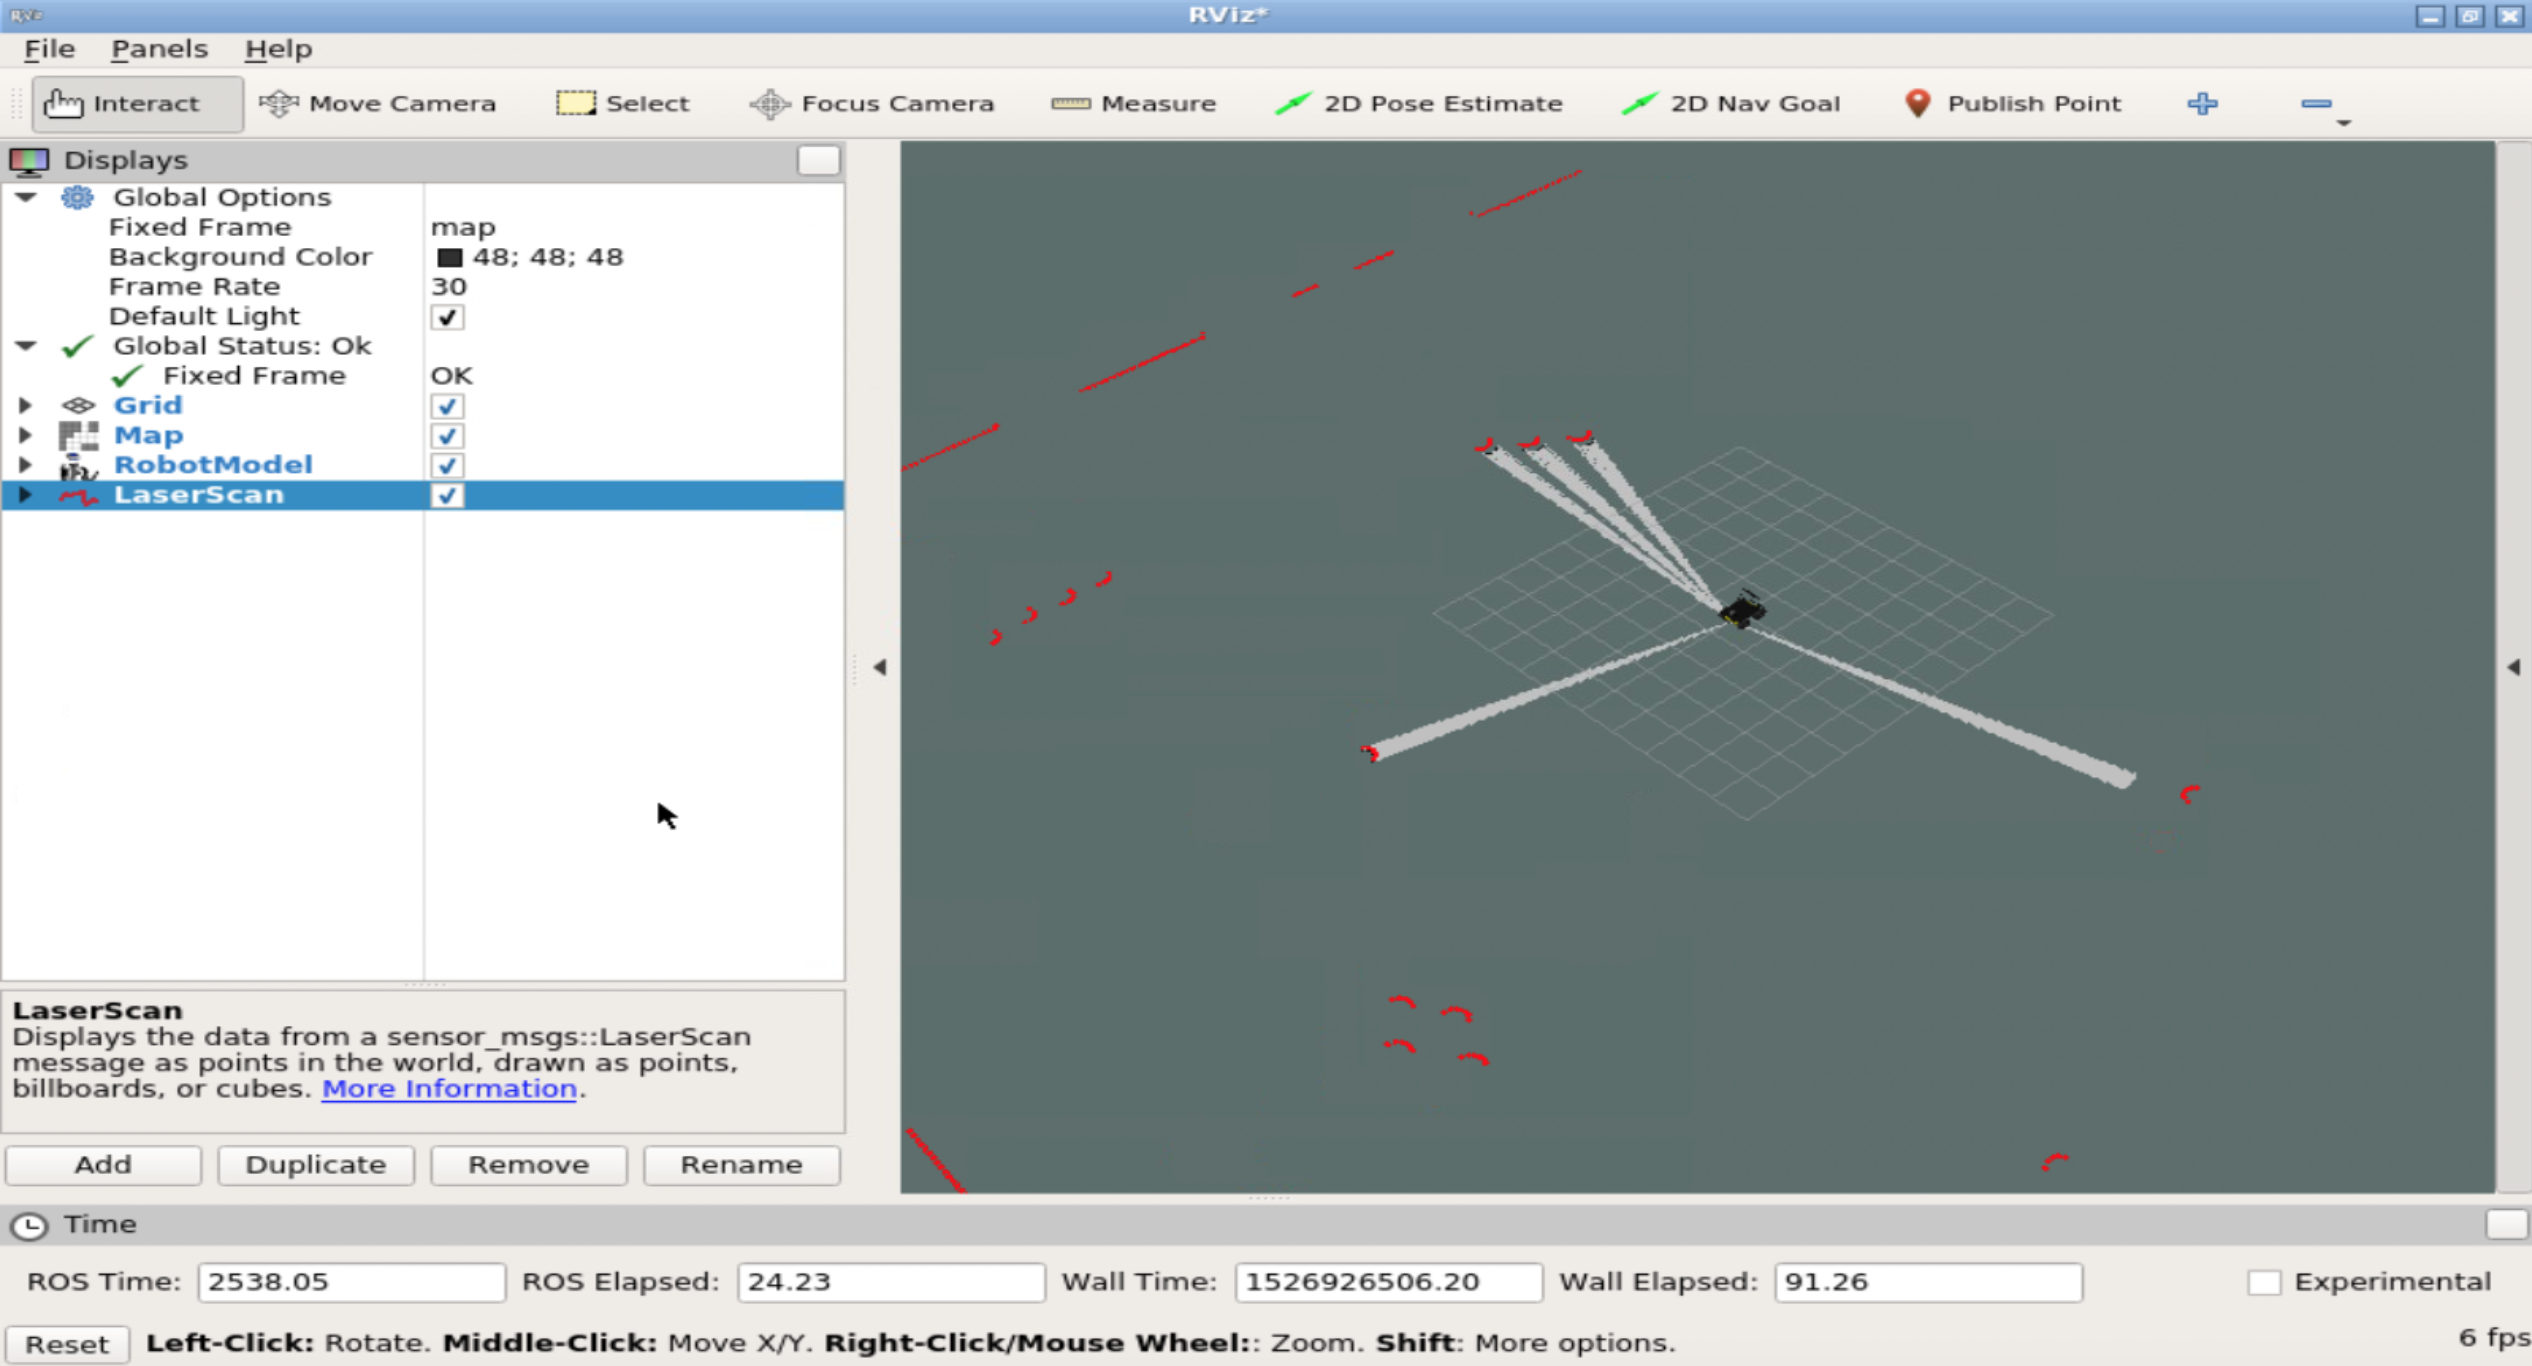 RViz*
File Panels Help
Interact Move Camera Select Focus Camera Measure 2D Pose Estimate 2D Nav Goal Publish Point
Displays
Global Options
Fixed Frame map
Background Color 48; 48; 48
Frame Rate 30
Default Light
Global Status: Ok
Fixed Frame OK
Grid
Map
RobotModel
LaserScan
LaserScan
Displays the data from a sensor_msgs::LaserScan
message as points in the world, drawn as points,
billboards, or cubes. More Information.
Add Duplicate Remove Rename
Time
ROS Time: 2538.05 ROS Elapsed: 24.23 Wall Time: 1526926506.20 Wall Elapsed: 91.26 Experimental
Reset Left-Click: Rotate. Middle-Click: Move X/Y. Right-Click/Mouse Wheel:: Zoom. Shift: More options. 6 fps